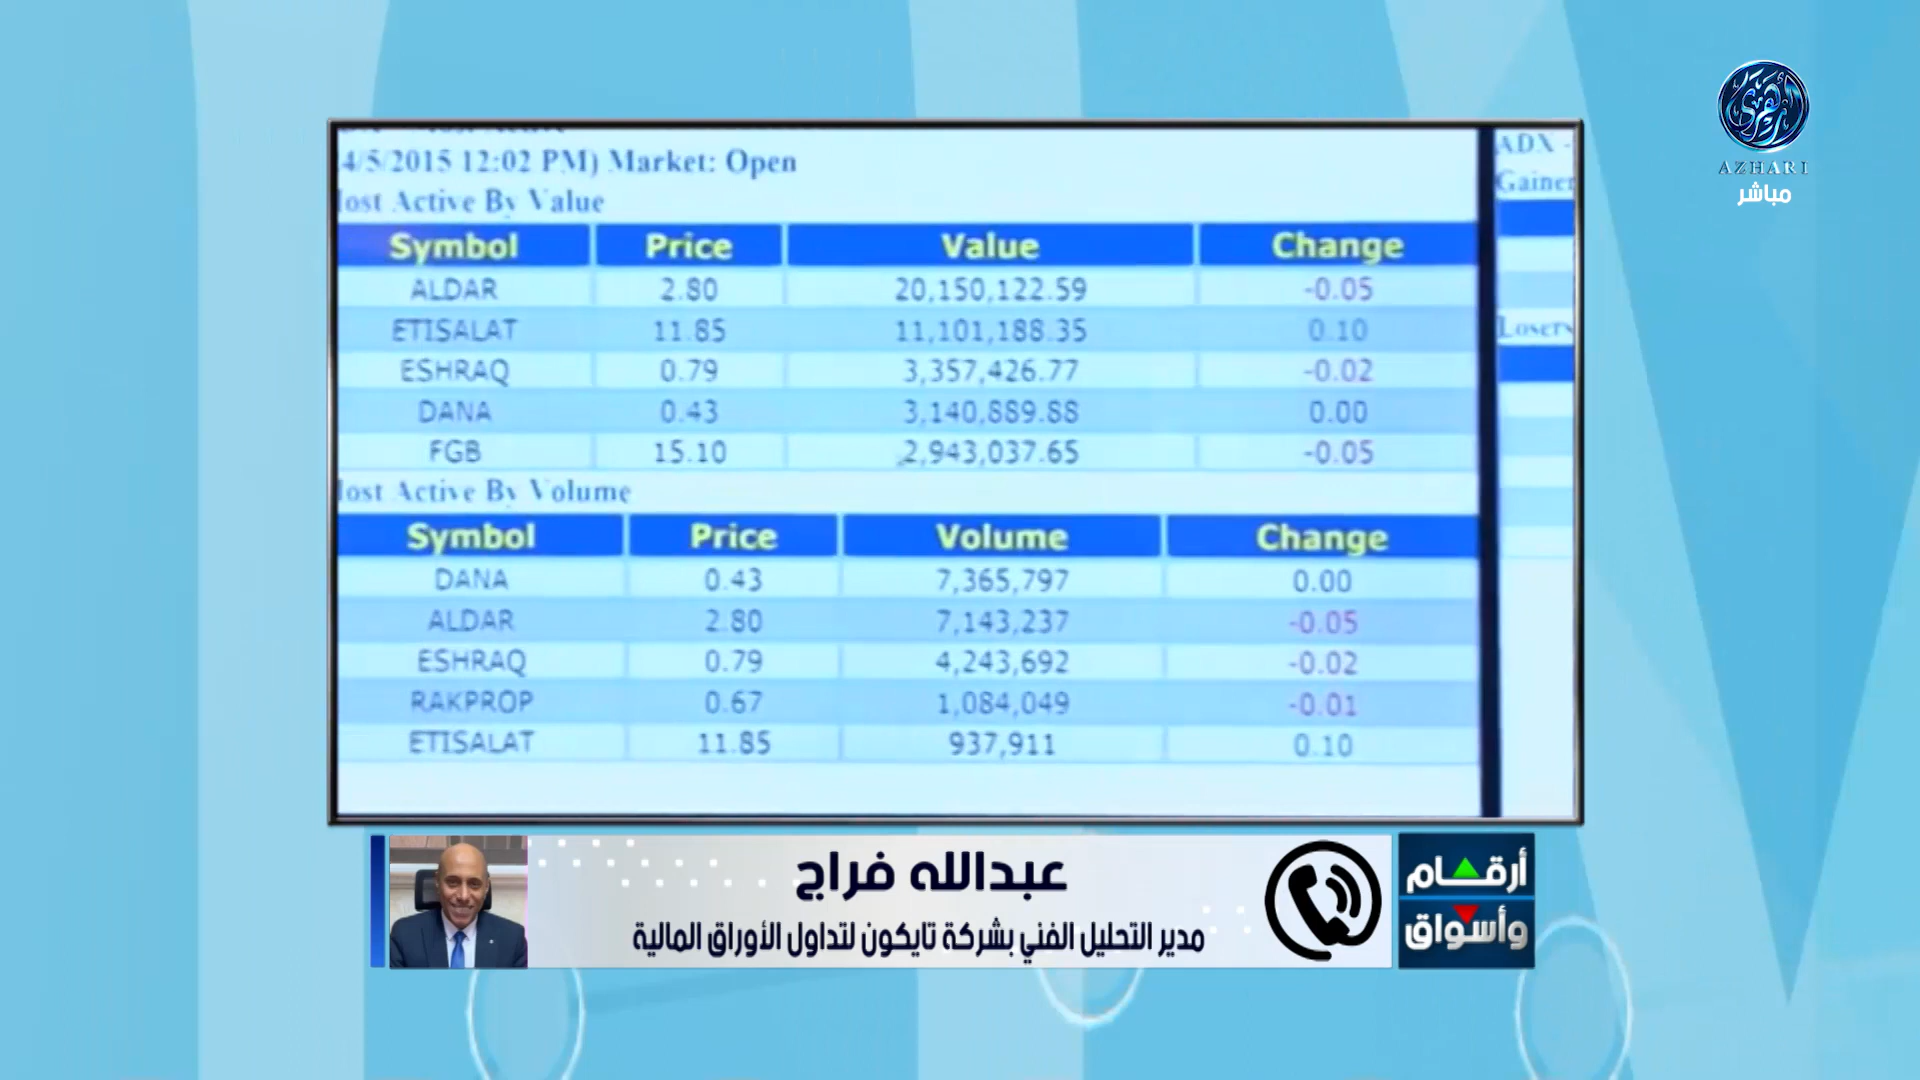 4/5/2015 12:02 PM) Market: Open
ost Active By Value
Symbol Price Value Change
ALDAR 2.80 20,150,122.59 -0.05
ETISALAT 11.85 11,101,188.35 0.10
ESHRAQ 0.79 3,357,426.77 -0.02
DANA 0.43 3,140,889.88 0.00
FGB 15.10 2,943,037.65 -0.05
ost Active By Volume
Symbol Price Volume Change
DANA 0.43 7,365,797 0.00
ALDAR 2.80 7,143,237 -0.05
ESHRAQ 0.79 4,243,692 -0.02
RAKPROP 0.67 1,084,049 -0.01
ETISALAT 11.85 937,911 0.10
ADX -
Gainer
Losers
أزهري
AZHARI
مباشر
عبدالله فراج
مدير التحليل الفني بشركة تايكون لتداول الأوراق المالية
أرقام
وأسواق